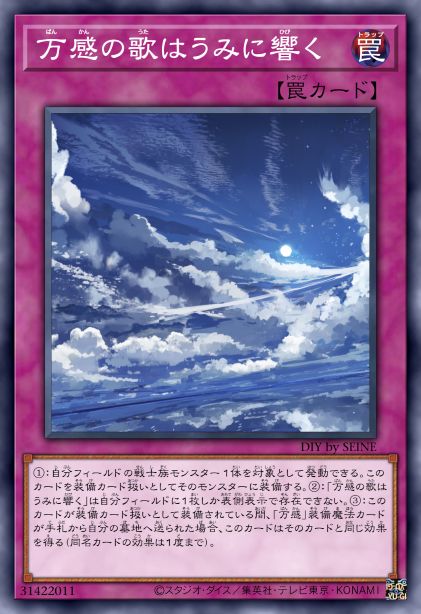 万感の歌はうみに響く 罠
【罠カード】
DIY by SEINE
①:自分フィールドの戦士族モンスター1体を対象として発動できる。この
カードを装備カード扱いとしてそのモンスターに装備する。②:「万感の歌は
うみに響く」は自分フィールドに1枚しか表側表示で存在できない。③:この
カードが装備カード扱いとして装備されている間、「万感」装備魔法カード
が手札から自分の墓地へ送られた場合、このカードはそのカードと同じ効果
を得る(同名カードの効果は1度まで)。
31422011 ©スタジオ・ダイス/集英社・テレビ東京・KONAMI